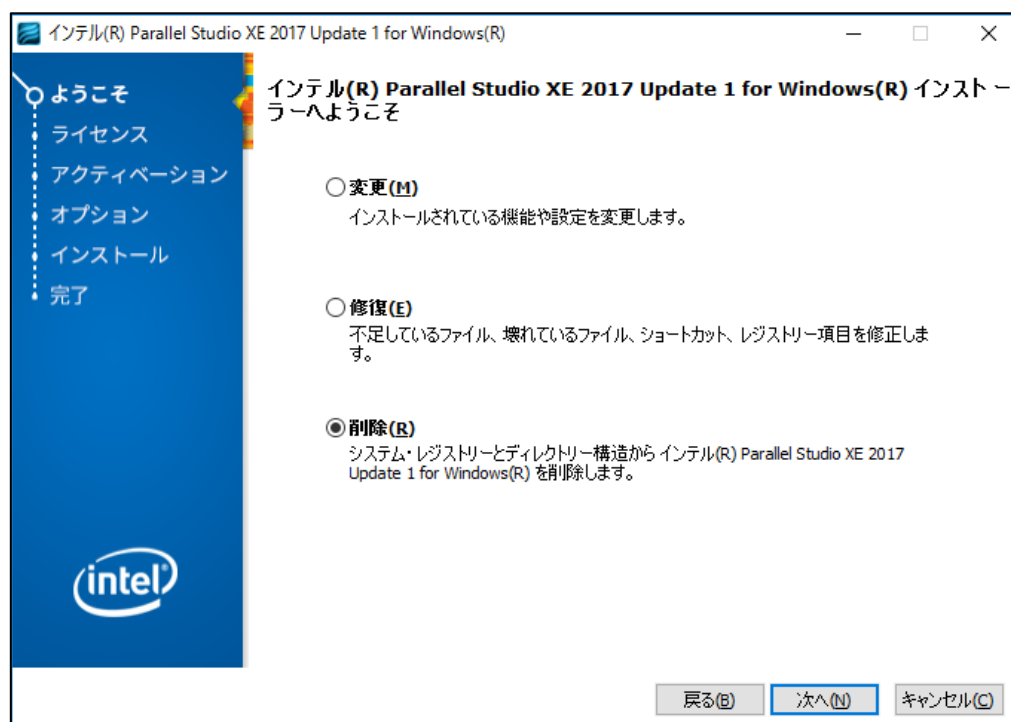 インテル(R) Parallel Studio XE 2017 Update 1 for Windows(R)
ようこそ
ライセンス
アクティベーション
オプション
インストール
完了
intel
インテル(R) Parallel Studio XE 2017 Update 1 for Windows(R) インストー
ラーへようこそ
変更(M)
インストールされている機能や設定を変更します。
修復(E)
不足しているファイル、壊れているファイル、ショートカット、レジストリー項目を修正しま
す。
削除(R)
システム・レジストリーとディレクトリー構造から インテル(R) Parallel Studio XE 2017
Update 1 for Windows(R) を削除します。
戻る(B)
次へ(N)
キャンセル(C)